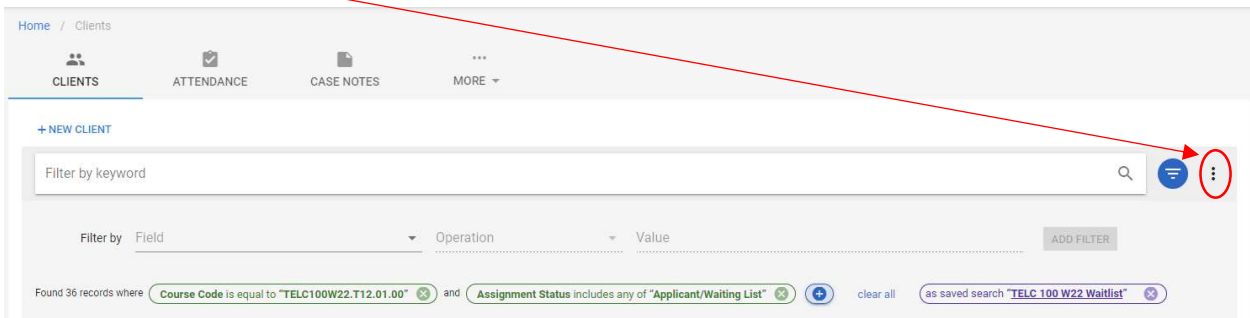 Home / Clients
CLIENTS ATTENDANCE CASE NOTES MORE
+ NEW CLIENT
Filter by keyword
Filter by Field Operation Value ADD FILTER
Found 36 records where Course Code is equal to "TELC100W22.T12.01.00" and Assignment Status includes any of "Applicant/Waiting List" clear all as saved search "TELC 100 W22 Waitlist"